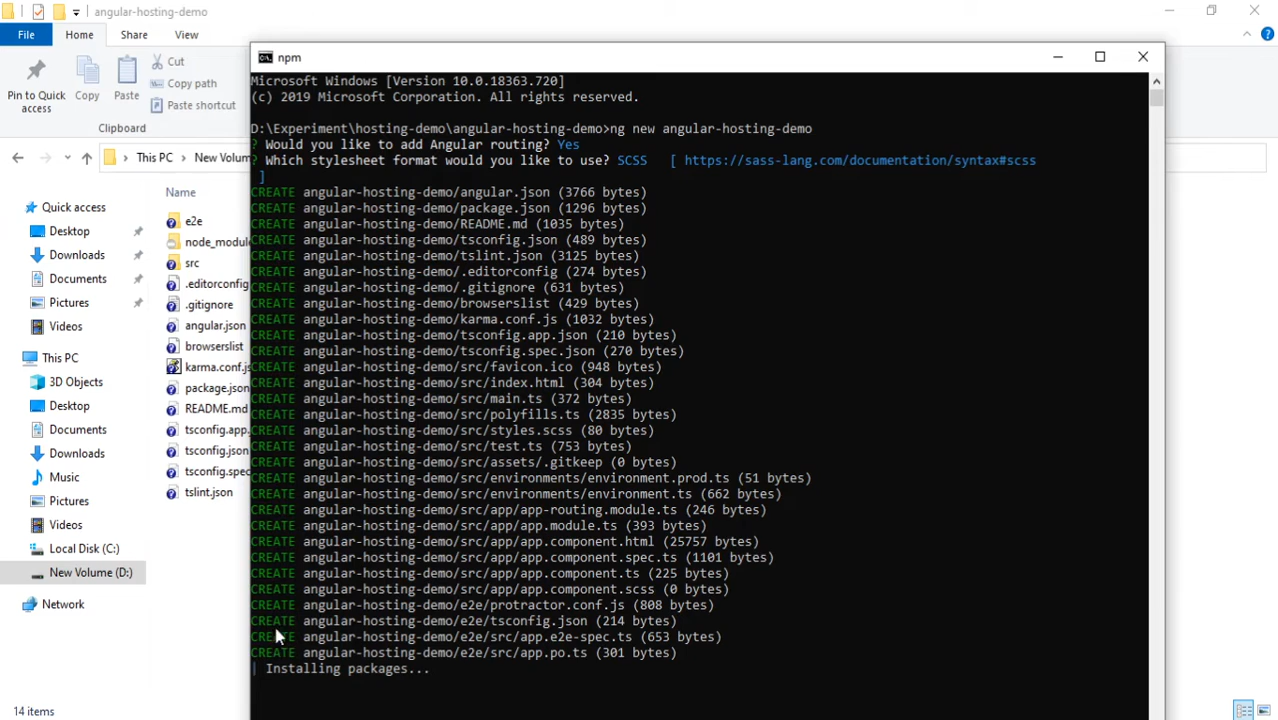 angular-hosting-demo
File
Home
Share
View
Pin to Quick
access
Copy
Paste
Cut
Copy path
Paste shortcut
Clipboard
This PC
New Volum
Name
Quick access
Desktop
Downloads
Documents
Pictures
Videos
This PC
3D Objects
Desktop
Documents
Downloads
Music
Pictures
Videos
Local Disk (C:)
New Volume (D:)
Network
e2e
node_modul
src
.editorconfig
.gitignore
angular.json
browserslist
karma.conf.js
package.json
README.md
tsconfig.app.
tsconfig.json
tsconfig.spec
tslint.json
14 items
npm
Microsoft Windows [Version 10.0.18363.720]
(c) 2019 Microsoft Corporation. All rights reserved.
D:\Experiment\hosting-demo\angular-hosting-demo>ng new angular-hosting-demo
? Would you like to add Angular routing? Yes
? Which stylesheet format would you like to use? SCSS   [ https://sass-lang.com/documentation/syntax#scss
]
CREATE angular-hosting-demo/angular.json (3766 bytes)
CREATE angular-hosting-demo/package.json (1296 bytes)
CREATE angular-hosting-demo/README.md (1035 bytes)
CREATE angular-hosting-demo/tsconfig.json (489 bytes)
CREATE angular-hosting-demo/tslint.json (3125 bytes)
CREATE angular-hosting-demo/.editorconfig (274 bytes)
CREATE angular-hosting-demo/.gitignore (631 bytes)
CREATE angular-hosting-demo/browserslist (429 bytes)
CREATE angular-hosting-demo/karma.conf.js (1032 bytes)
CREATE angular-hosting-demo/tsconfig.app.json (210 bytes)
CREATE angular-hosting-demo/tsconfig.spec.json (270 bytes)
CREATE angular-hosting-demo/src/favicon.ico (948 bytes)
CREATE angular-hosting-demo/src/index.html (304 bytes)
CREATE angular-hosting-demo/src/main.ts (372 bytes)
CREATE angular-hosting-demo/src/polyfills.ts (2835 bytes)
CREATE angular-hosting-demo/src/styles.scss (80 bytes)
CREATE angular-hosting-demo/src/test.ts (753 bytes)
CREATE angular-hosting-demo/src/assets/.gitkeep (0 bytes)
CREATE angular-hosting-demo/src/environments/environment.prod.ts (51 bytes)
CREATE angular-hosting-demo/src/environments/environment.ts (662 bytes)
CREATE angular-hosting-demo/src/app/app-routing.module.ts (246 bytes)
CREATE angular-hosting-demo/src/app/app.module.ts (393 bytes)
CREATE angular-hosting-demo/src/app/app.component.html (25757 bytes)
CREATE angular-hosting-demo/src/app/app.component.spec.ts (1101 bytes)
CREATE angular-hosting-demo/src/app/app.component.ts (225 bytes)
CREATE angular-hosting-demo/src/app/app.component.scss (0 bytes)
CREATE angular-hosting-demo/e2e/protractor.conf.js (808 bytes)
CREATE angular-hosting-demo/e2e/tsconfig.json (214 bytes)
CREATE angular-hosting-demo/e2e/src/app.e2e-spec.ts (653 bytes)
CREATE angular-hosting-demo/e2e/src/app.po.ts (301 bytes)
| Installing packages...